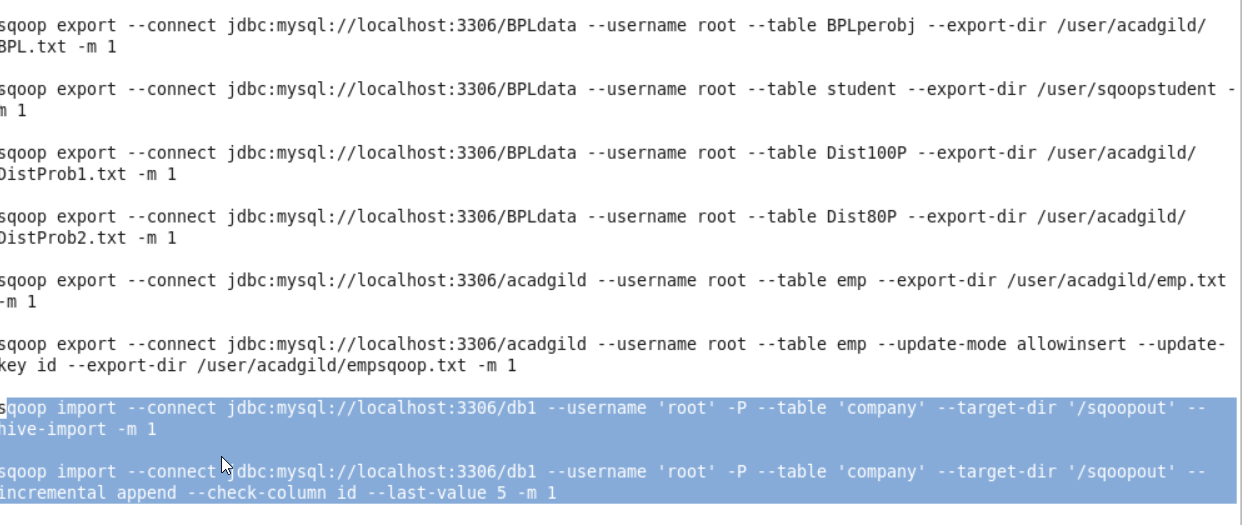 sqoop export --connect jdbc:mysql://localhost:3306/BPLdata --username root --table BPLperobj --export-dir /user/acadgild/
BPL.txt -m 1
sqoop export --connect jdbc:mysql://localhost:3306/BPLdata --username root --table student --export-dir /user/sqoopstudent -
m 1
sqoop export --connect jdbc:mysql://localhost:3306/BPLdata --username root --table Dist100P --export-dir /user/acadgild/
DistProb1.txt -m 1
sqoop export --connect jdbc:mysql://localhost:3306/BPLdata --username root --table Dist80P --export-dir /user/acadgild/
DistProb2.txt -m 1
sqoop export --connect jdbc:mysql://localhost:3306/acadgild --username root --table emp --export-dir /user/acadgild/emp.txt
-m 1
sqoop export --connect jdbc:mysql://localhost:3306/acadgild --username root --table emp --update-mode allowinsert --update-
key id --export-dir /user/acadgild/empsqoop.txt -m 1
sqoop import --connect jdbc:mysql://localhost:3306/db1 --username 'root' -P --table 'company' --target-dir '/sqoopout' --
hive-import -m 1
sqoop import --connect jdbc:mysql://localhost:3306/db1 --username 'root' -P --table 'company' --target-dir '/sqoopout' --
incremental append --check-column id --last-value 5 -m 1